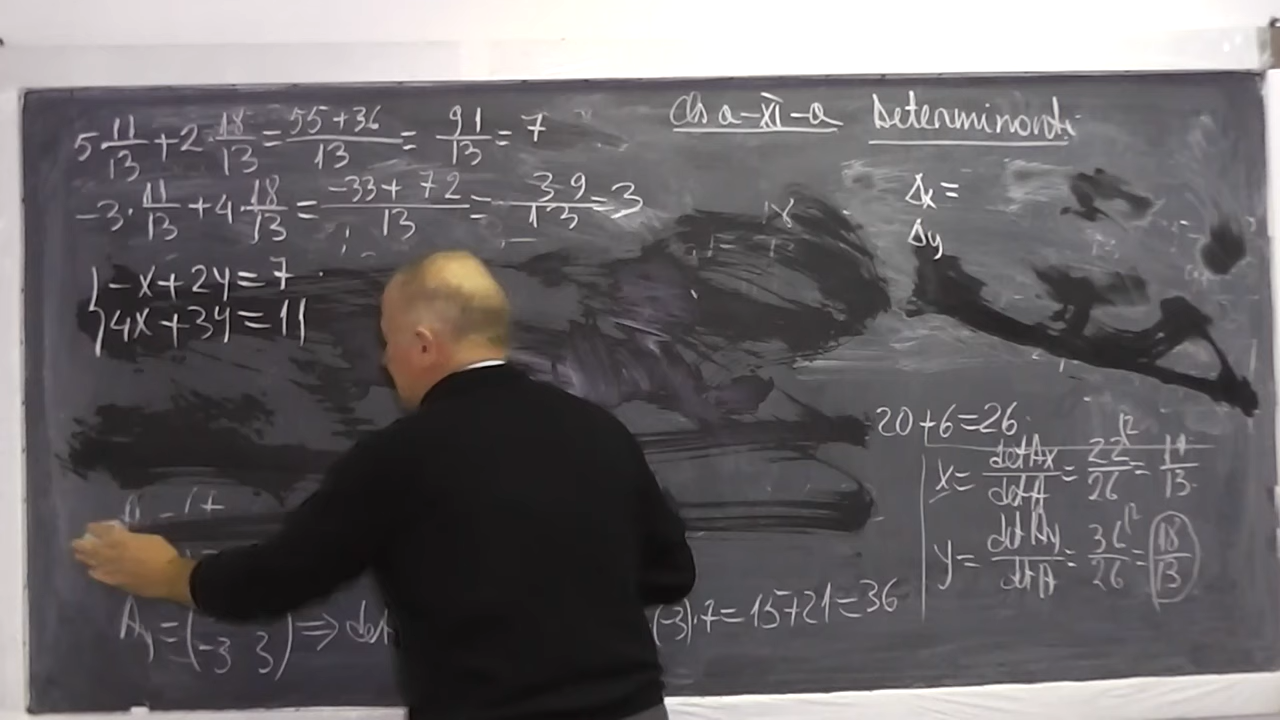 cls a-XI-a Determinanti
5·11/13+2·18/13=55+36/13=91/13=7
-3·11/13+4·18/13=-33+72/13=39/13=3
Δx=
Δy
{-x+2y=7
4x+3y=11
20+6=26
x=detAx/detA=22/26=11/13
y=detAy/detA=36/26=18/13
Ay=(-3 3)⇒det
(-3)·7=15+21=36